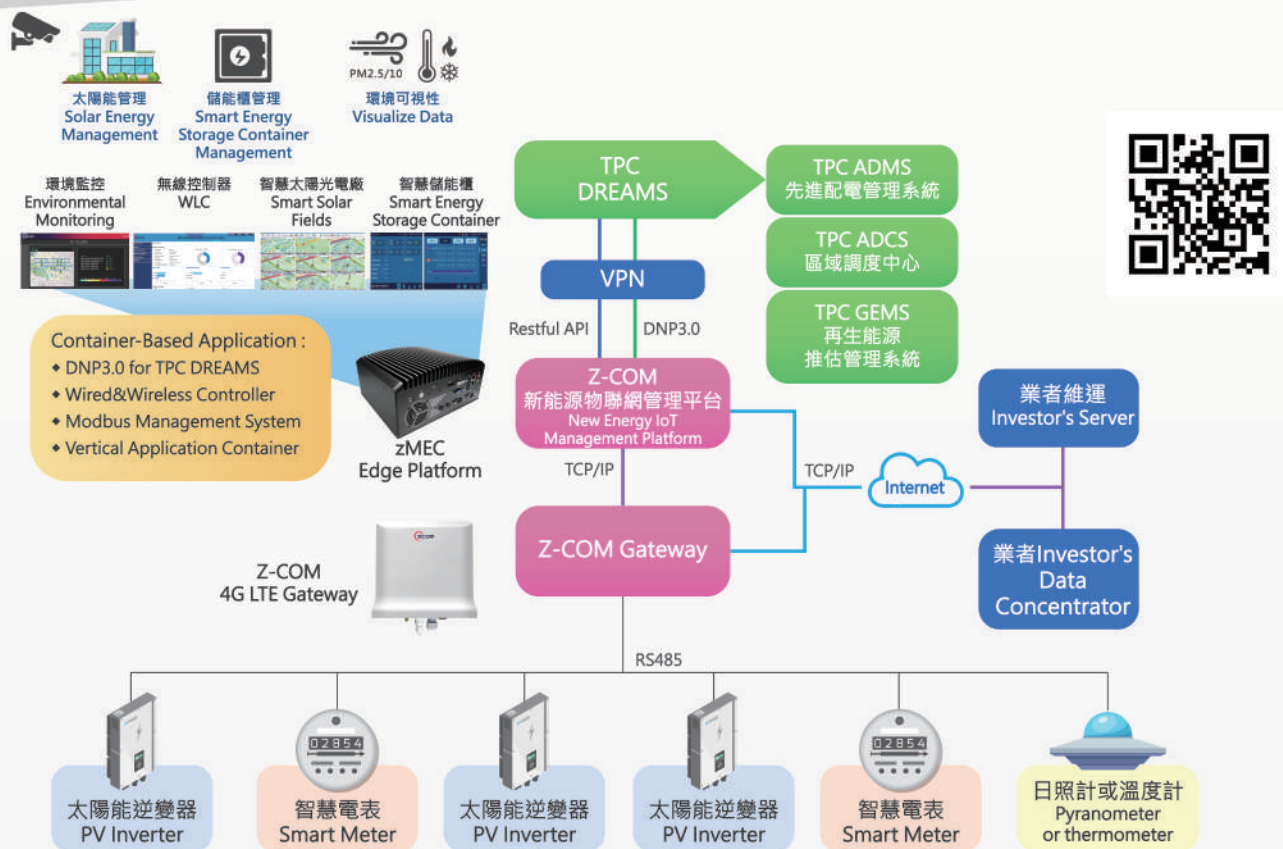 PM2.5/10
太陽能管理
Solar Energy
Management
儲能櫃管理
Smart Energy
Storage Container
Management
環境可視性
Visualize Data
環境監控
Environmental
Monitoring
無線控制器
WLC
智慧太陽光電廠
Smart Solar
Fields
智慧儲能櫃
Smart Energy
Storage Container
Container-Based Application :
◆ DNP3.0 for TPC DREAMS
◆ Wired&Wireless Controller
◆ Modbus Management System
◆ Vertical Application Container
zMEC
Edge Platform
Z-COM
4G LTE Gateway
TPC
DREAMS
TPC ADMS
先進配電管理系統
TPC ADCS
區域調度中心
TPC GEMS
再生能源
推估管理系統
VPN
Restful API
DNP3.0
Z-COM
新能源物聯網管理平台
New Energy IoT
Management Platform
TCP/IP
TCP/IP
Internet
業者維運
Investor's Server
業者Investor's
Data
Concentrator
Z-COM Gateway
RS485
02854
02854
太陽能逆變器
PV Inverter
智慧電表
Smart Meter
太陽能逆變器
PV Inverter
太陽能逆變器
PV Inverter
智慧電表
Smart Meter
日照計或溫度計
Pyranometer
or thermometer